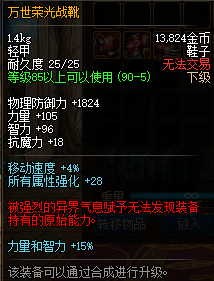 万世荣光战靴
1.4kg 13,824金币
轻甲 鞋子
耐久度 25/25 无法交易
等级85以上可以使用 (90-5) 下级
物理防御力 +1824
力量 +105
智力 +96
抗魔力 +18
移动速度 +4%
所有属性强化 +28
被强烈的异界气息赋予无法发现装备
持有的原始能力。
力量和智力 +15%
该装备可以通过合成进行升级。